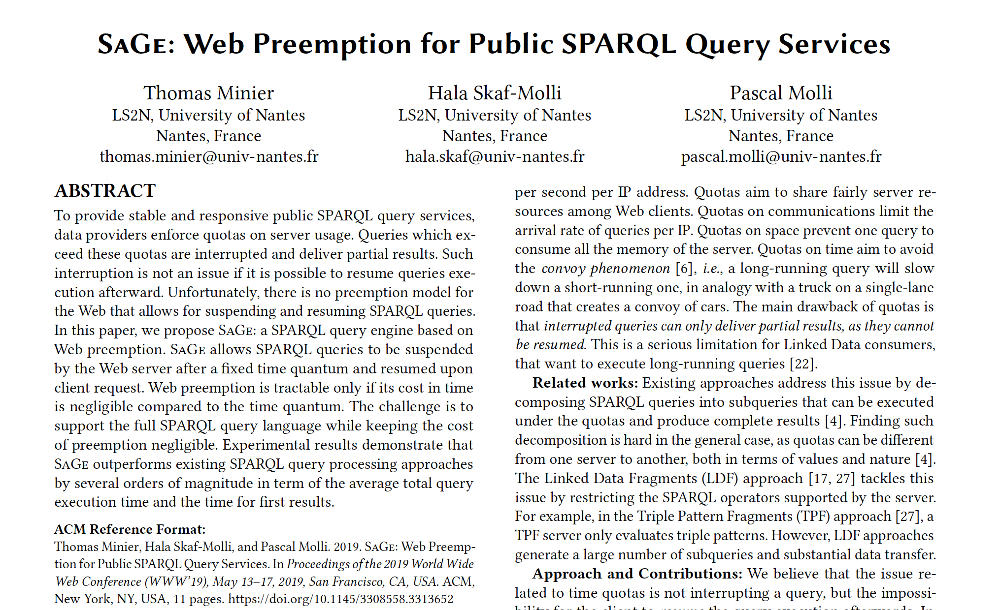 SaGe: Web Preemption for Public SPARQL Query Services
Thomas Minier
LS2N, University of Nantes
Nantes, France
thomas.minier@univ-nantes.fr
Hala Skaf-Molli
LS2N, University of Nantes
Nantes, France
hala.skaf@univ-nantes.fr
Pascal Molli
LS2N, University of Nantes
Nantes, France
pascal.molli@univ-nantes.fr
ABSTRACT
To provide stable and responsive public SPARQL query services,
data providers enforce quotas on server usage. Queries which ex-
ceed these quotas are interrupted and deliver partial results. Such
interruption is not an issue if it is possible to resume queries exe-
cution afterward. Unfortunately, there is no preemption model for
the Web that allows for suspending and resuming SPARQL queries.
In this paper, we propose SaGe: a SPARQL query engine based on
Web preemption. SaGe allows SPARQL queries to be suspended
by the Web server after a fixed time quantum and resumed upon
client request. Web preemption is tractable only if its cost in time
is negligible compared to the time quantum. The challenge is to
support the full SPARQL query language while keeping the cost
of preemption negligible. Experimental results demonstrate that
SaGe outperforms existing SPARQL query processing approaches
by several orders of magnitude in term of the average total query
execution time and the time for first results.
ACM Reference Format:
Thomas Minier, Hala Skaf-Molli, and Pascal Molli. 2019. SaGe: Web Preemp-
tion for Public SPARQL Query Services. In Proceedings of the 2019 World Wide
Web Conference (WWW'19), May 13–17, 2019, San Francisco, CA, USA. ACM,
New York, NY, USA, 11 pages. https://doi.org/10.1145/3308558.3313652
per second per IP address. Quotas aim to share fairly server re-
sources among Web clients. Quotas on communications limit the
arrival rate of queries per IP. Quotas on space prevent one query to
consume all the memory of the server. Quotas on time aim to avoid
the convoy phenomenon [6], i.e., a long-running query will slow
down a short-running one, in analogy with a truck on a single-lane
road that creates a convoy of cars. The main drawback of quotas is
that interrupted queries can only deliver partial results, as they cannot
be resumed. This is a serious limitation for Linked Data consumers,
that want to execute long-running queries [22].
Related works: Existing approaches address this issue by de-
composing SPARQL queries into subqueries that can be executed
under the quotas and produce complete results [4]. Finding such
decomposition is hard in the general case, as quotas can be different
from one server to another, both in terms of values and nature [4].
The Linked Data Fragments (LDF) approach [17, 27] tackles this
issue by restricting the SPARQL operators supported by the server.
For example, in the Triple Pattern Fragments (TPF) approach [27], a
TPF server only evaluates triple patterns. However, LDF approaches
generate a large number of subqueries and substantial data transfer.
Approach and Contributions: We believe that the issue re-
lated to time quotas is not interrupting a query, but the impossi-